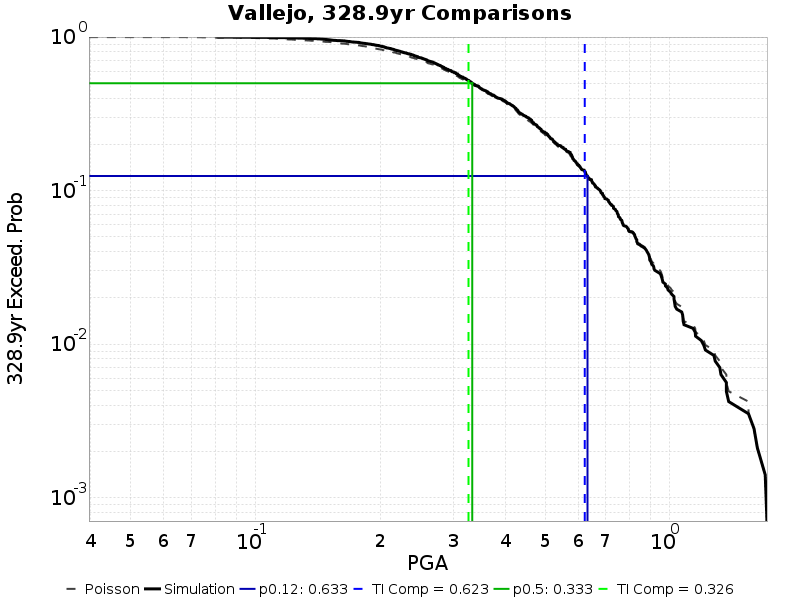 Vallejo, 328.9yr Comparisons
328.9yr Exceed. Prob
10^0
10^-1
10^-2
10^-3
4 5 6 7 10^-1 2 3 4 5 6 7 10^0
PGA
Poisson Simulation p0.12: 0.633 TI Comp = 0.623 p0.5: 0.333 TI Comp = 0.326